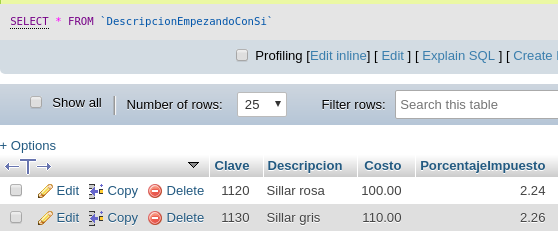 SELECT * FROM `DescripcionEmpezandoConSi`
Profiling [Edit inline] [ Edit ] [ Explain SQL ] [ Create
Show all Number of rows: 25 Filter rows: Search this table
+ Options
Clave Descripcion Costo PorcentajeImpuesto
Edit Copy Delete 1120 Sillar rosa 100.00 2.24
Edit Copy Delete 1130 Sillar gris 110.00 2.26